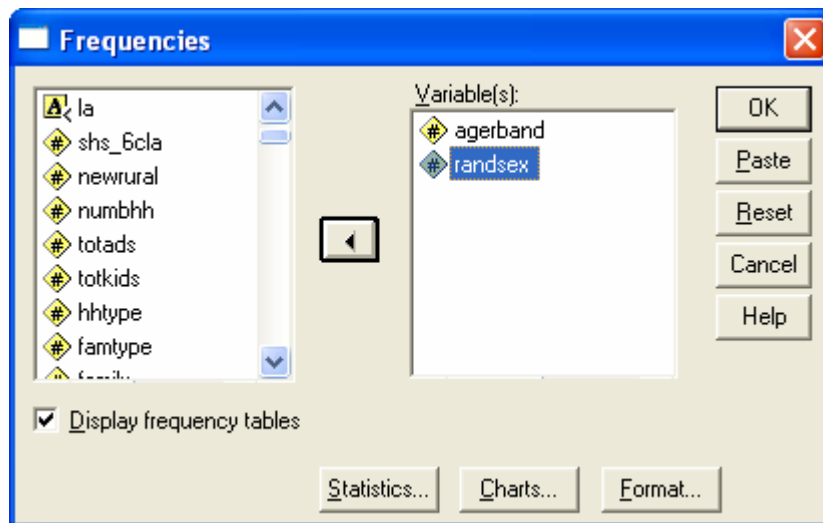 Frequencies
la
shs_6cla
newrural
numbhh
totads
totkids
hhtype
famtype
Variable(s):
agerband
randsex
OK
Paste
Reset
Cancel
Help
Display frequency tables
Statistics...
Charts...
Format...